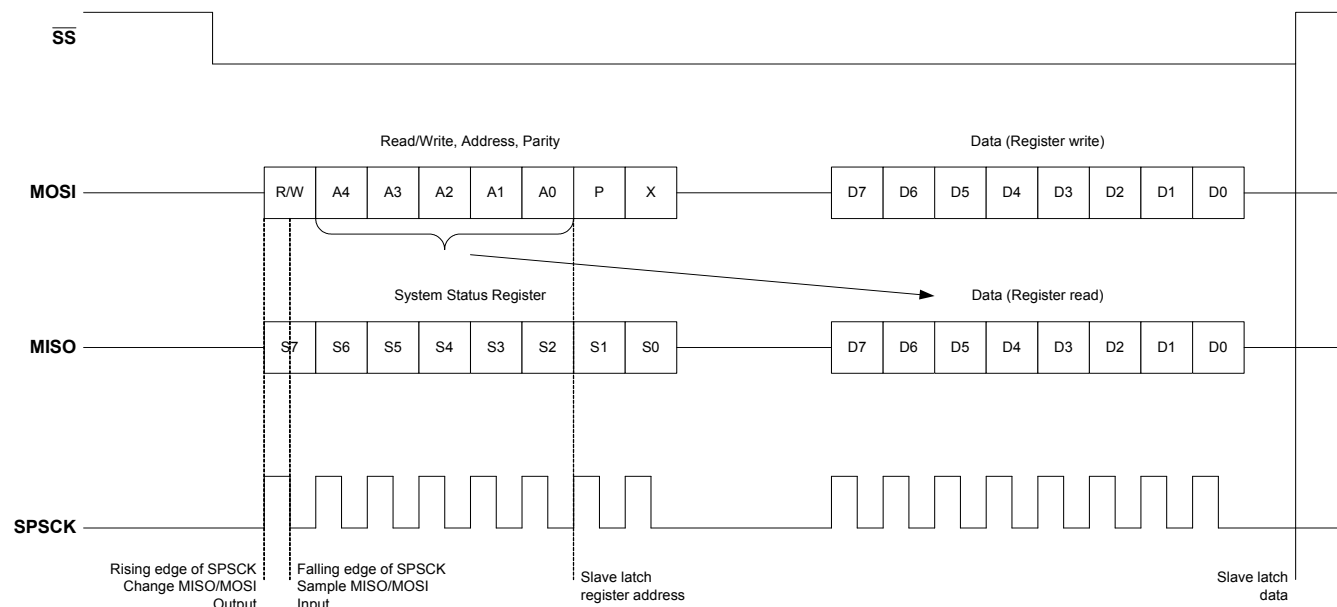 SS
Read/Write, Address, Parity
Data (Register write)
MOSI
R/W A4 A3 A2 A1 A0 P X
D7 D6 D5 D4 D3 D2 D1 D0
System Status Register
Data (Register read)
MISO
S7 S6 S5 S4 S3 S2 S1 S0
D7 D6 D5 D4 D3 D2 D1 D0
SPSCK
Rising edge of SPSCK
Change MISO/MOSI
Output
Falling edge of SPSCK
Sample MISO/MOSI
Input
Slave latch
register address
Slave latch
data